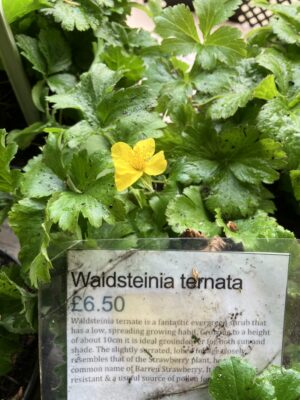 Waldsteinia ternata
£6.50
Waldsteinia ternate is a fantastic evergreen shrub that
has a low, spreading growing habit. Growing to a height
of about 10cm it is ideal groundcover for both sun and
shade. The slightly serrated, lobed foliage closely
resembles that of the Strawberry plant, hence
common name of Barren Strawberry. It
resistant & a useful source of pollen for